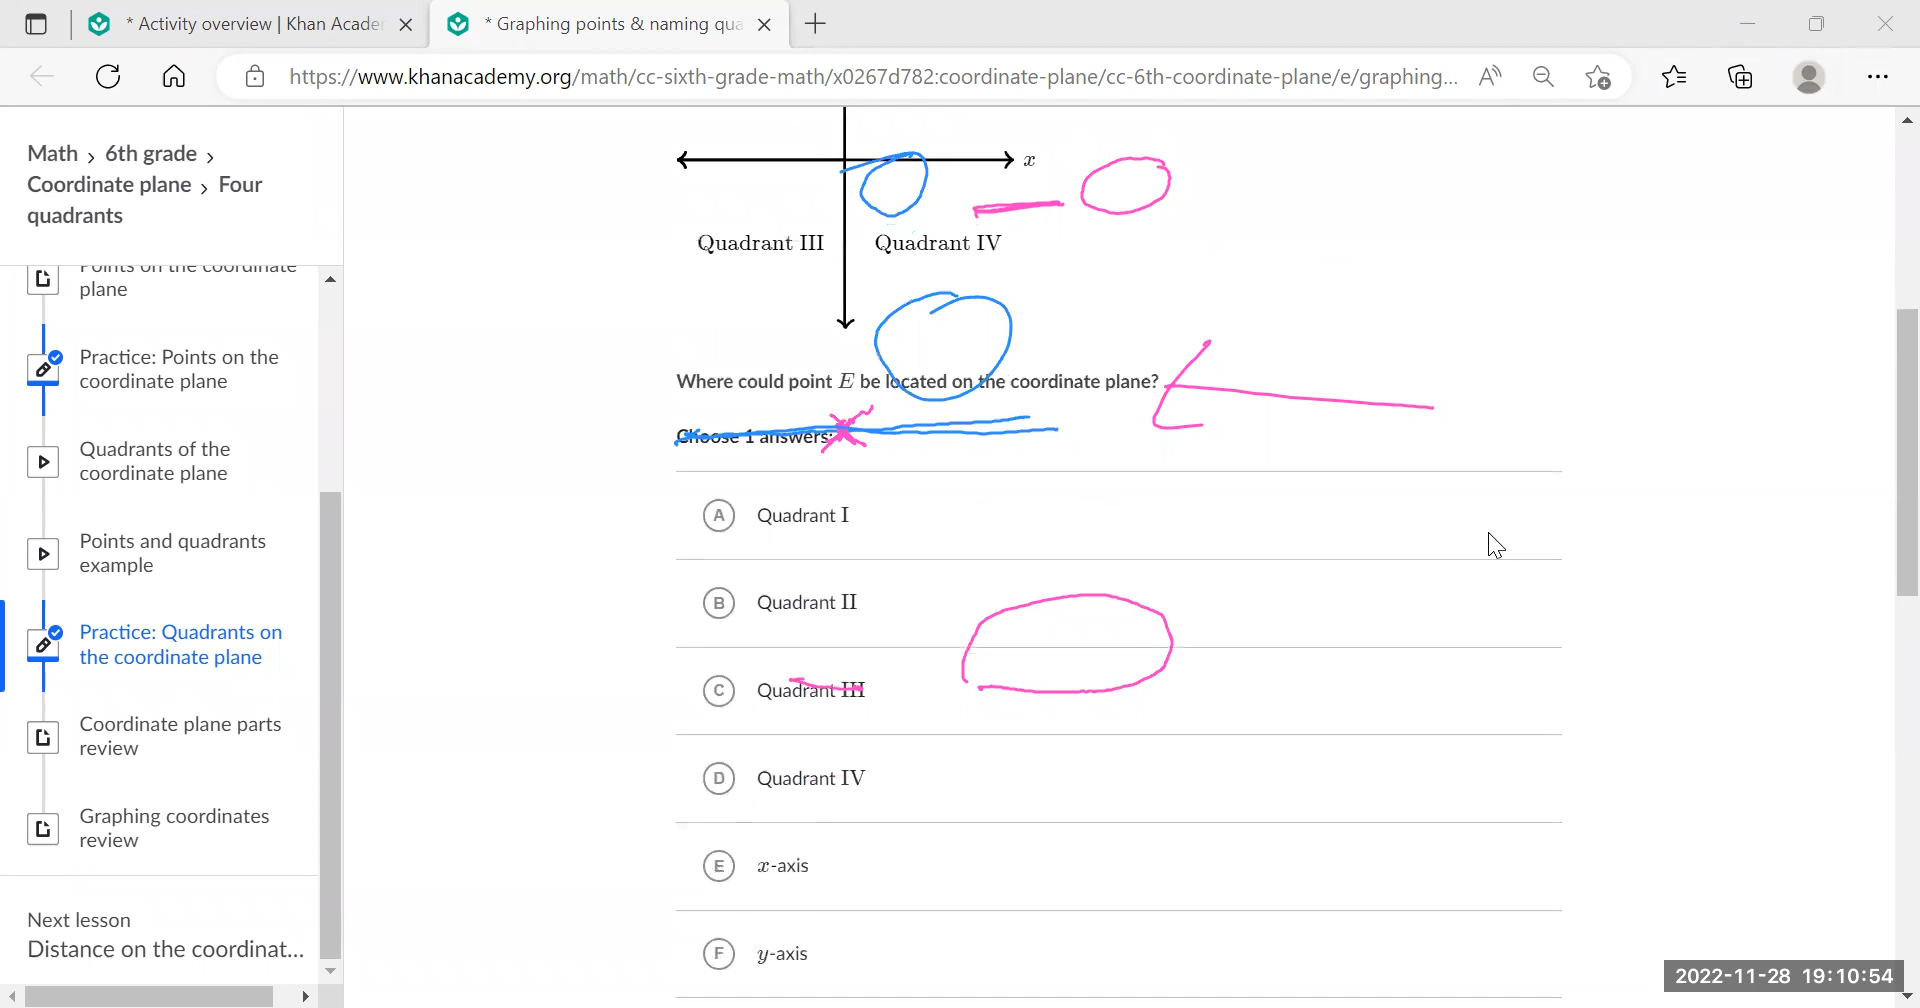 * Activity overview | Khan Acade
* Graphing points & naming qua
https://www.khanacademy.org/math/cc-sixth-grade-math/x0267d782:coordinate-plane/cc-6th-coordinate-plane/e/graphing...
Math > 6th grade >
Coordinate plane > Four
quadrants
Points on the coordinate
plane
Practice: Points on the
coordinate plane
Quadrants of the
coordinate plane
Points and quadrants
example
Practice: Quadrants on
the coordinate plane
Coordinate plane parts
review
Graphing coordinates
review
Next lesson
Distance on the coordinat...
x
Quadrant III
Quadrant IV
Where could point E be located on the coordinate plane?
Choose 1 answers:
A Quadrant I
B Quadrant II
C Quadrant III
D Quadrant IV
E x-axis
F y-axis
2022-11-28 19:10:54